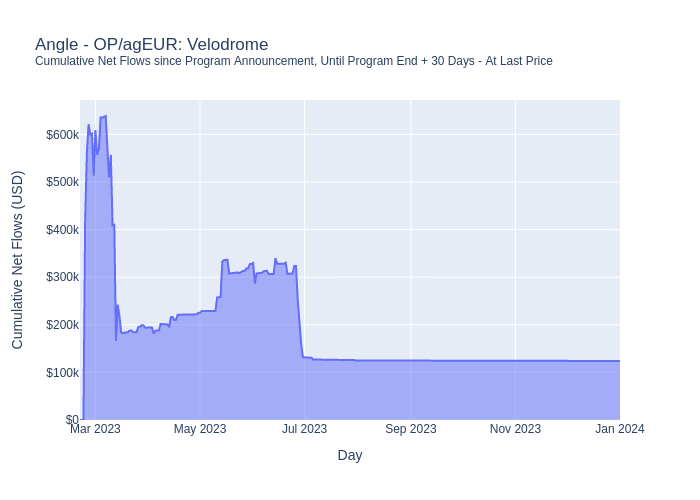 Angle - OP/agEUR: Velodrome
Cumulative Net Flows since Program Announcement, Until Program End + 30 Days - At Last Price
Cumulative Net Flows (USD)
$600k
$500k
$400k
$300k
$200k
$100k
$0
Mar 2023 May 2023 Jul 2023 Sep 2023 Nov 2023 Jan 2024
Day